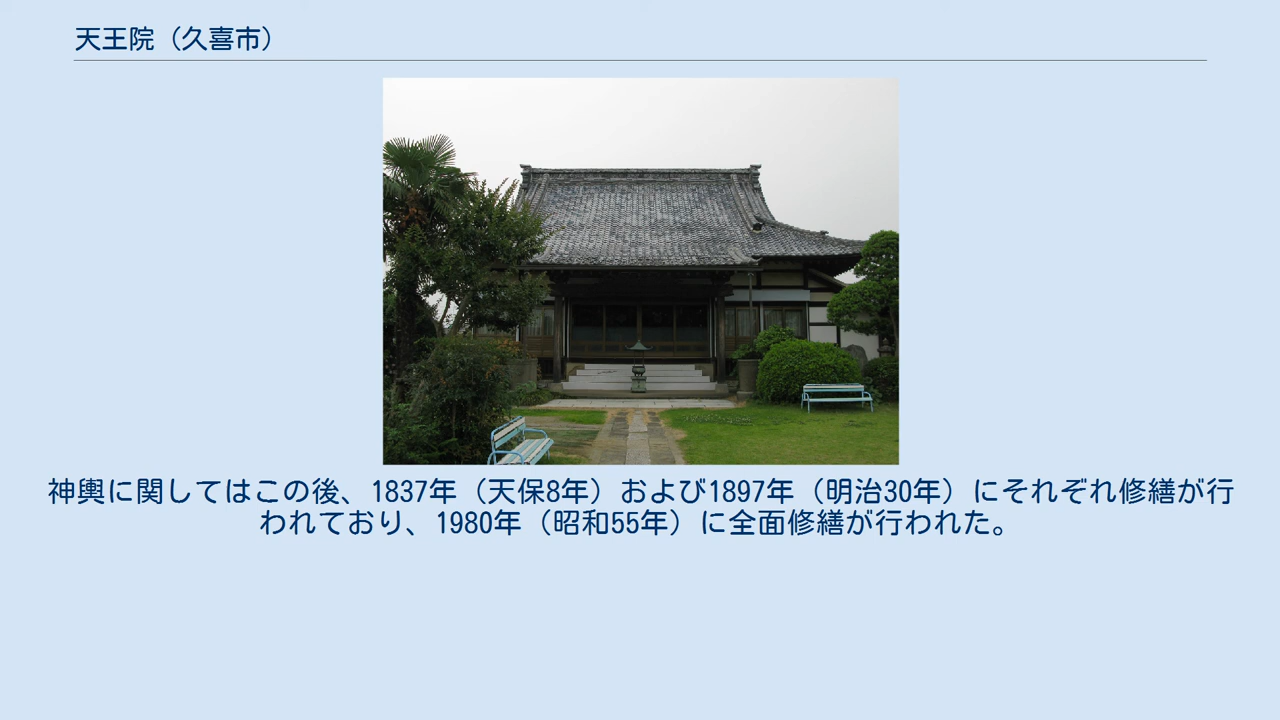 天王院（久喜市）
神輿に関してはこの後、1837年（天保8年）および1897年（明治30年）にそれぞれ修繕が行
われており、1980年（昭和55年）に全面修繕が行われた。